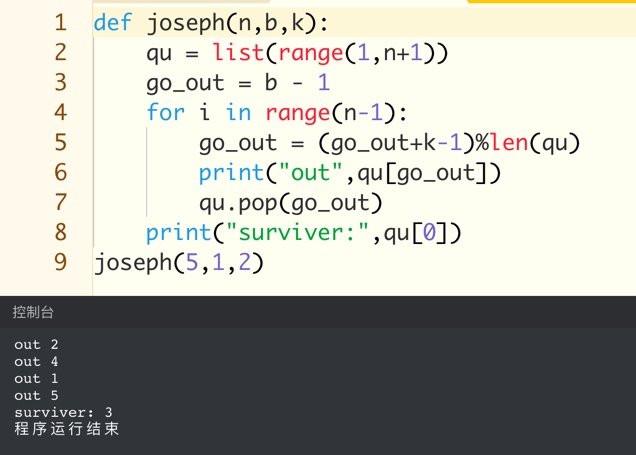 1 def joseph(n,b,k):
2     qu = list(range(1,n+1))
3     go_out = b - 1
4     for i in range(n-1):
5         go_out = (go_out+k-1)%len(qu)
6         print("out",qu[go_out])
7         qu.pop(go_out)
8     print("surviver:",qu[0])
9 joseph(5,1,2)
控制台
out 2
out 4
out 1
out 5
surviver: 3
程序运行结束